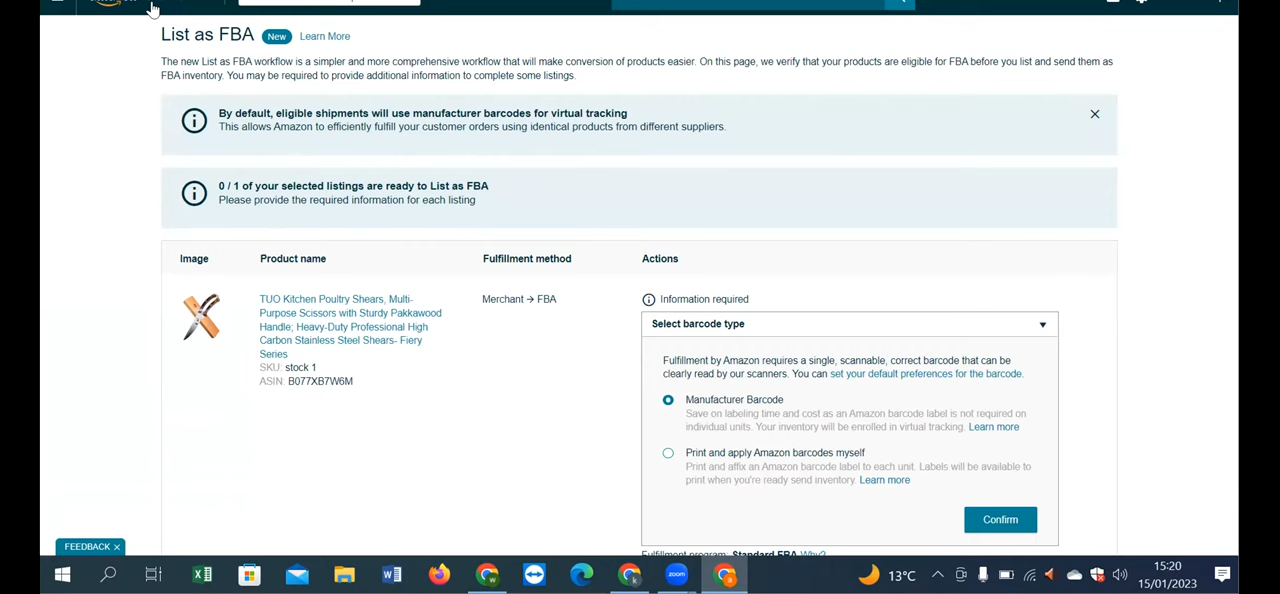 List as FBA New Learn More
The new List as FBA workflow is a simpler and more comprehensive workflow that will make conversion of products easier. On this page, we verify that your products are eligible for FBA before you list and send them as
FBA inventory. You may be required to provide additional information to complete some listings.
By default, eligible shipments will use manufacturer barcodes for virtual tracking
This allows Amazon to efficiently fulfill your customer orders using identical products from different suppliers.
0 / 1 of your selected listings are ready to List as FBA
Please provide the required information for each listing
Image Product name Fulfillment method Actions
TUO Kitchen Poultry Shears, Multi-
Purpose Scissors with Sturdy Pakkawood
Handle; Heavy-Duty Professional High
Carbon Stainless Steel Shears- Fiery
Series
SKU: stock 1
ASIN: B077XB7W6M
Merchant → FBA
Information required
Select barcode type
Fulfillment by Amazon requires a single, scannable, correct barcode that can be
clearly read by our scanners. You can set your default preferences for the barcode.
Manufacturer Barcode
Save on labeling time and cost as an Amazon barcode label is not required on
individual units. Your inventory will be enrolled in virtual tracking. Learn more
Print and apply Amazon barcodes myself
Print and affix an Amazon barcode label to each unit. Labels will be available to
print when you're ready send inventory. Learn more
Confirm
Fulfillment program: Standard FBA Why?
FEEDBACK
zoom
13°C
15:20
15/01/2023